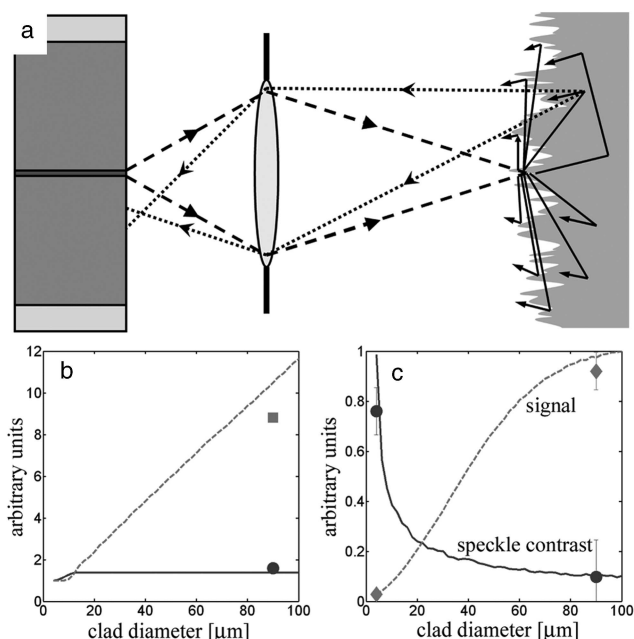 a
b
12
10
8
6
4
2
0
arbitrary units
0
20
40
60
80
100
clad diameter [µm]
c
1
0.8
0.6
0.4
0.2
0
arbitrary units
signal
speckle contrast
0
20
40
60
80
100
clad diameter [µm]